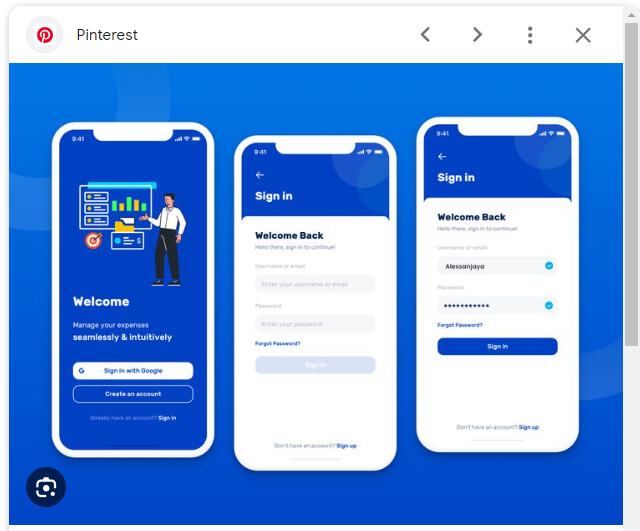 Pinterest
9:41
Welcome
Manage your expenses
seamlessly & intuitively
G Sign in with Google
Create an account
Already have an account? Sign in
9:41
Sign in
Welcome Back
Hello there, sign in to continue!
Username or email
Enter your username or email
Password
Enter your password
Forgot Password?
Sign in
Don't have an account? Sign up
9:41
Sign in
Welcome Back
Hello there, sign in to continue!
Username or email
Alexsanjaya
Password
***********
Forgot Password?
Sign in
Don't have an account? Sign up